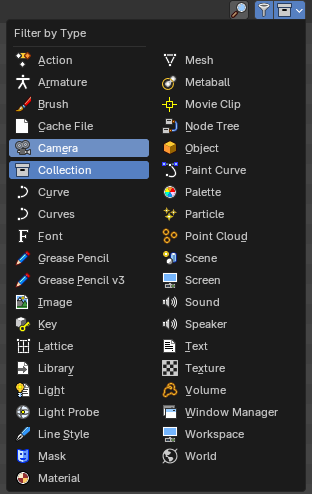 Filter by Type
Action
Armature
Brush
Cache File
Camera
Collection
Curve
Curves
Font
Grease Pencil
Grease Pencil v3
Image
Key
Lattice
Library
Light
Light Probe
Line Style
Mask
Material
Mesh
Metaball
Movie Clip
Node Tree
Object
Paint Curve
Palette
Particle
Point Cloud
Scene
Screen
Sound
Speaker
Text
Texture
Volume
Window Manager
Workspace
World